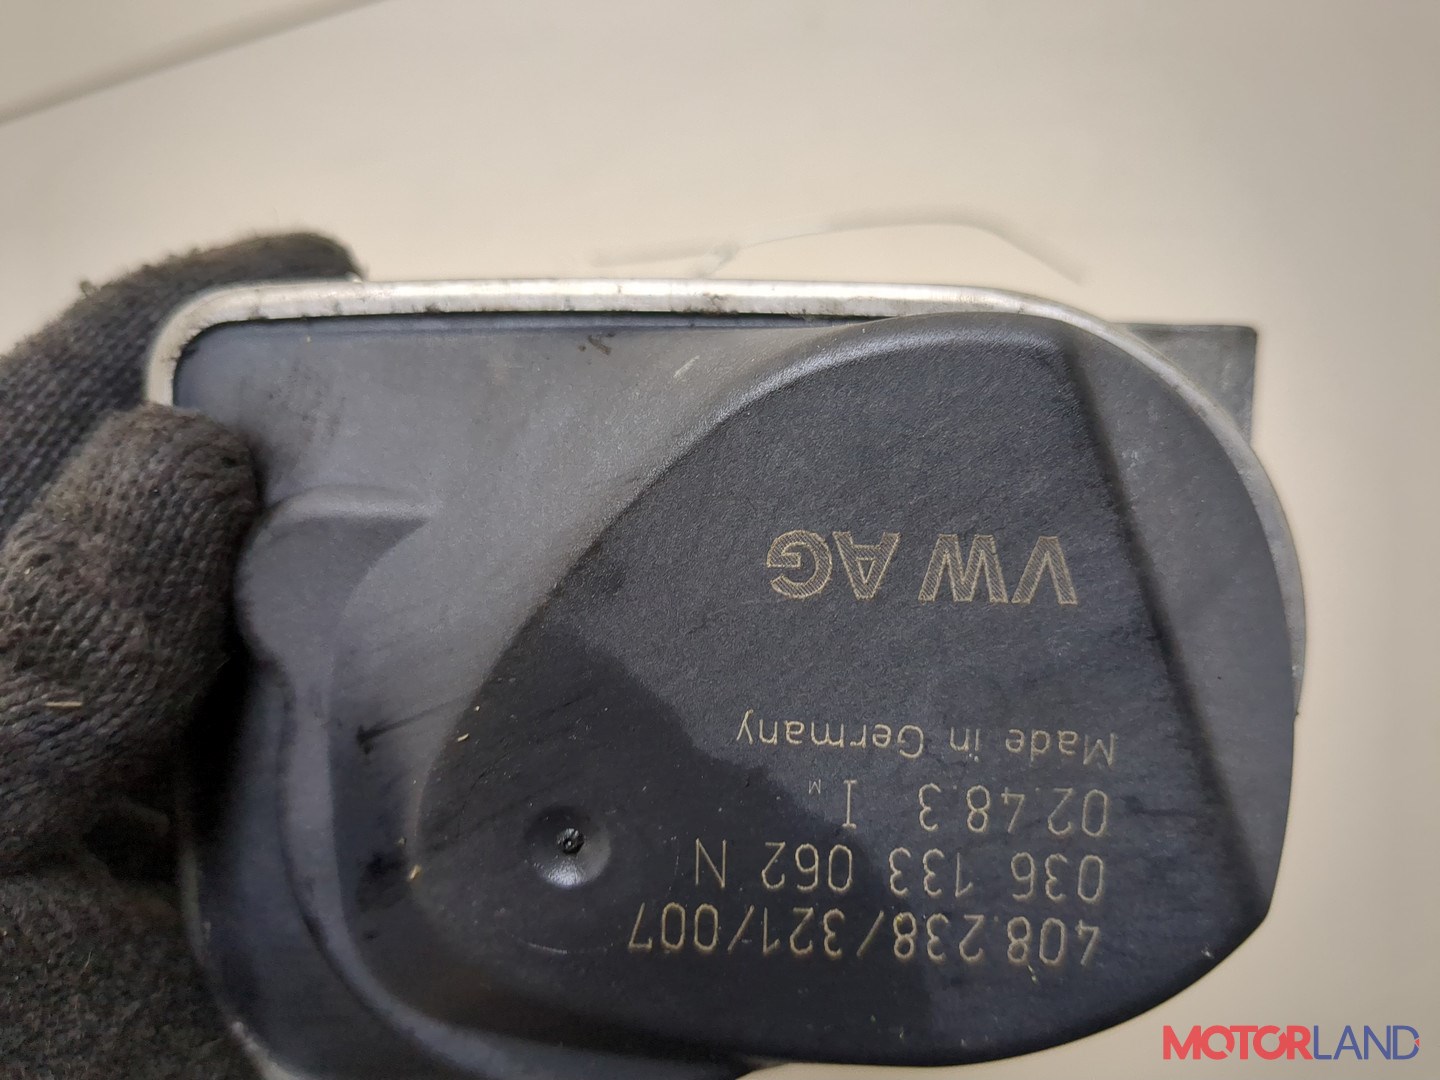 408.238/321/007
036 133 062 N
02.48.3 I M
Made in Germany
VW AG
MOTORLAND